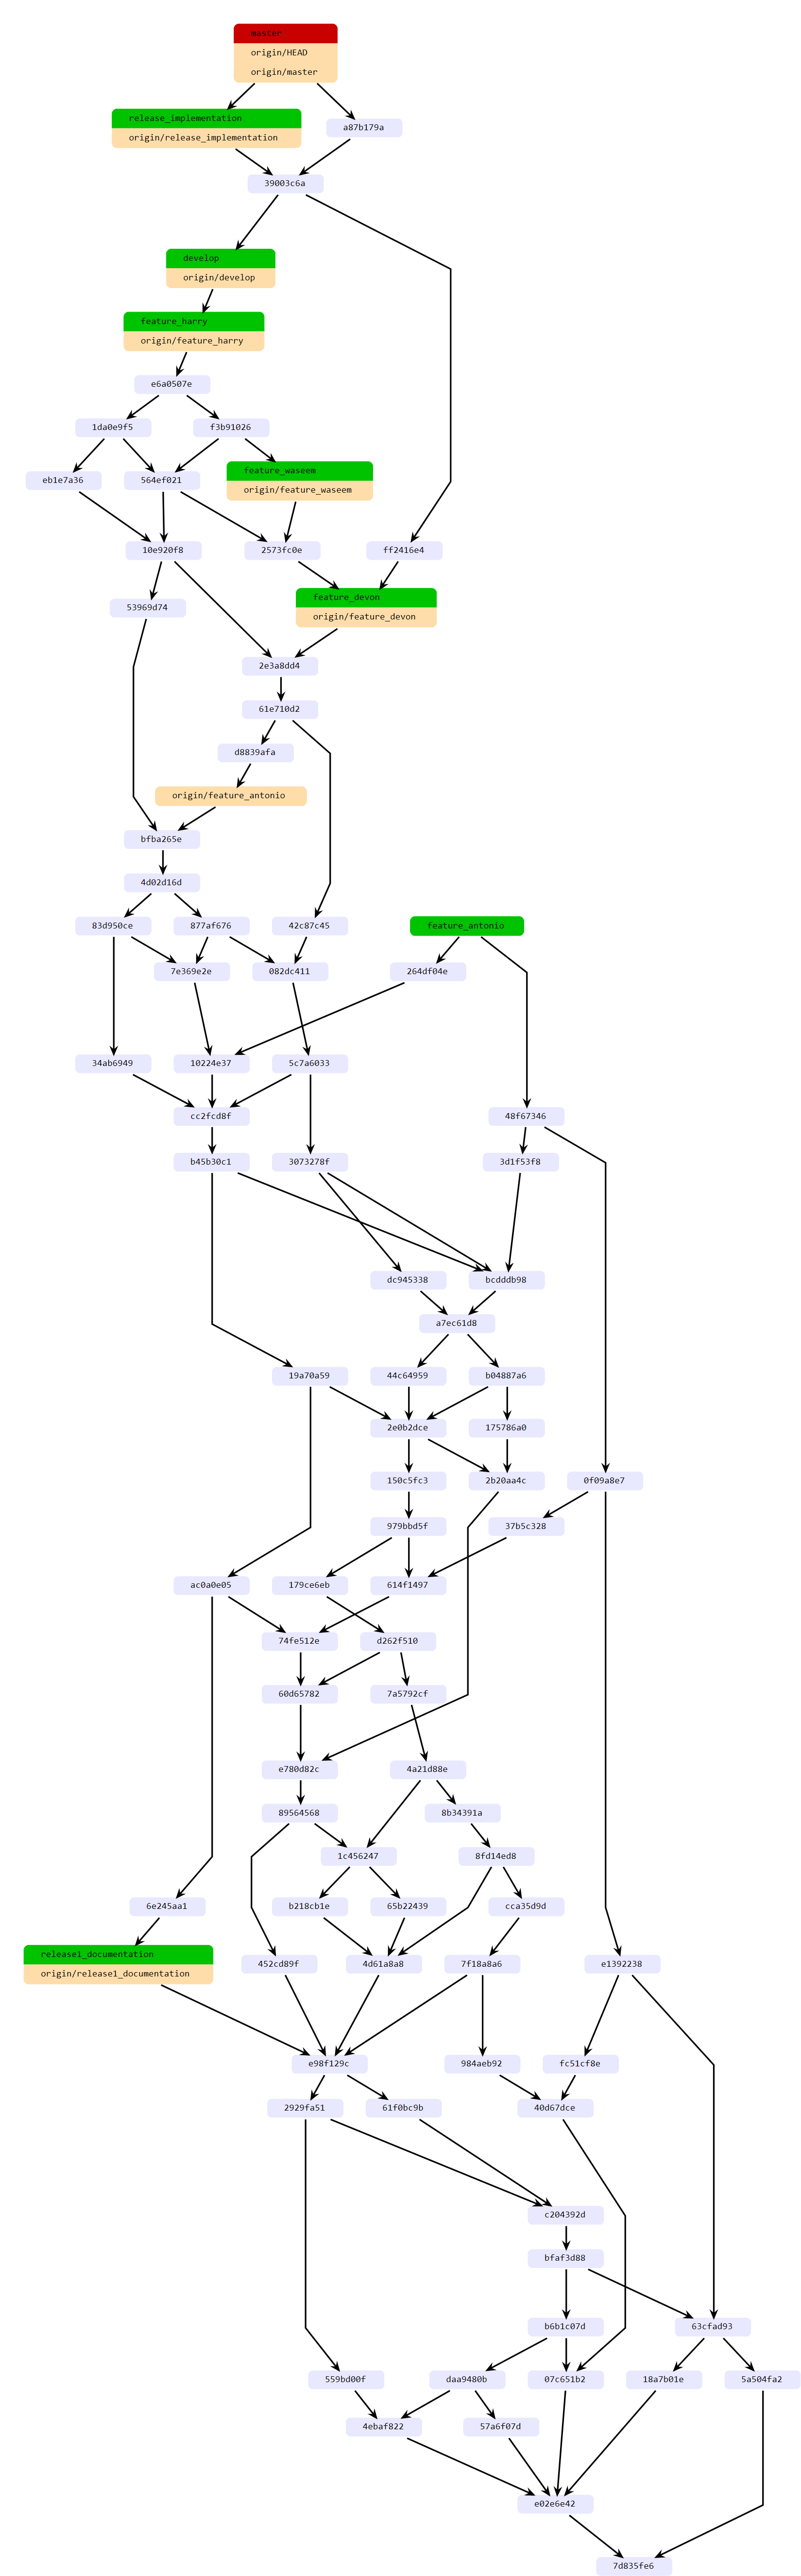 master
origin/HEAD
origin/master
release_implementation
origin/release_implementation
a87b179a
39003c6a
develop
origin/develop
feature_harry
origin/feature_harry
e6a0507e
1da0e9f5
f3b91026
eb1e7a36
564ef021
feature_waseem
origin/feature_waseem
10e920f8
2573fc0e
ff2416e4
53969d74
feature_devon
origin/feature_devon
2e3a8dd4
61e710d2
d8839afa
origin/feature_antonio
bfba265e
4d02d16d
83d950ce
877af676
42c87c45
feature_antonio
7e369e2e
082dc411
264df04e
34ab6949
10224e37
5c7a6033
cc2fcd8f
48f67346
b45b30c1
3073278f
3d1f53f8
dc945338
bcdddb98
a7ec61d8
19a70a59
44c64959
b04887a6
2e0b2dce
175786a0
150c5fc3
2b20aa4c
0f09a8e7
979bbd5f
37b5c328
ac0a0e05
179ce6eb
614f1497
74fe512e
d262f510
60d65782
7a5792cf
e780d82c
4a21d88e
89564568
8b34391a
1c456247
8fd14ed8
6e245aa1
b218cb1e
65b22439
cca35d9d
release1_documentation
origin/release1_documentation
452cd89f
4d61a8a8
7f18a8a6
e1392238
e98f129c
984aeb92
fc51cf8e
2929fa51
61f0bc9b
40d67dce
c204392d
bfaf3d88
b6b1c07d
63cfad93
559bd00f
daa9480b
07c651b2
18a7b01e
5a504fa2
4ebaf822
57a6f07d
e02e6e42
7d835fe6